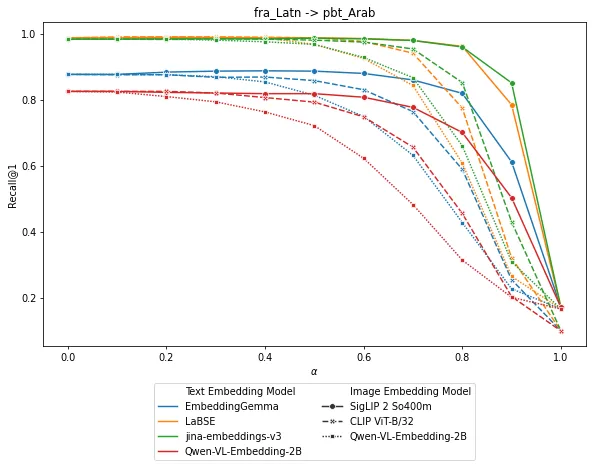 fra_Latn -> pbt_Arab
Recall@1
1.0
0.8
0.6
0.4
0.2
0.0 0.2 0.4 0.6 0.8 1.0
α
Text Embedding Model Image Embedding Model
EmbeddingGemma SigLIP 2 So400m
LaBSE CLIP ViT-B/32
jina-embeddings-v3 Qwen-VL-Embedding-2B
Qwen-VL-Embedding-2B